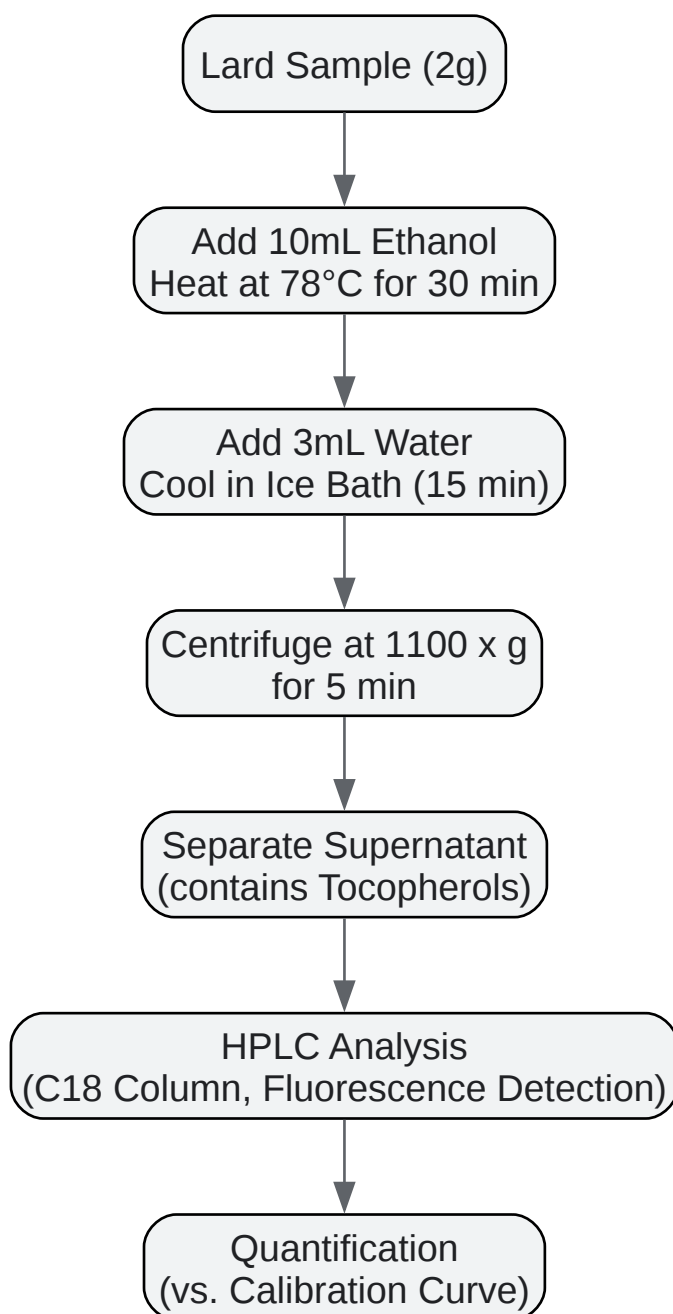 Lard Sample (2g)
Add 10mL Ethanol
Heat at 78°C for 30 min
Add 3mL Water
Cool in Ice Bath (15 min)
Centrifuge at 1100 x g
for 5 min
Separate Supernatant
(contains Tocopherols)
HPLC Analysis
(C18 Column, Fluorescence Detection)
Quantification
(vs. Calibration Curve)